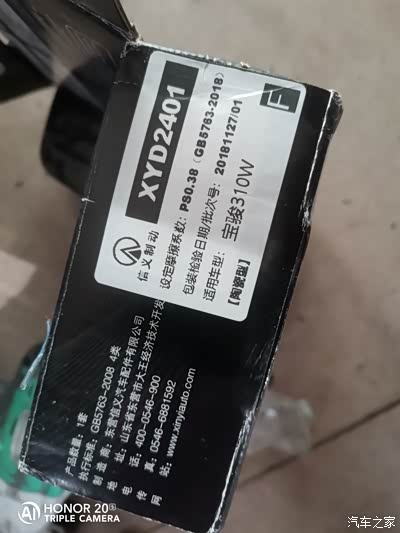 XYD2401
F
信义制动
设定摩擦系数：PS0.38（GB5763-2018）
包装检验日期/批次号：20181127/01
适用车型：宝骏310W
【陶瓷型】
产品数量：1套
执行标准：GB5763-2008 4类
制造商：东营信义汽车配件有限公司
地址：山东省东营市大王经济技术开发
电话：400-0546-900
传真：0546-6881592
网站：www.xinyiauto.com
HONOR 20
AI TRIPLE CAMERA
汽车之家